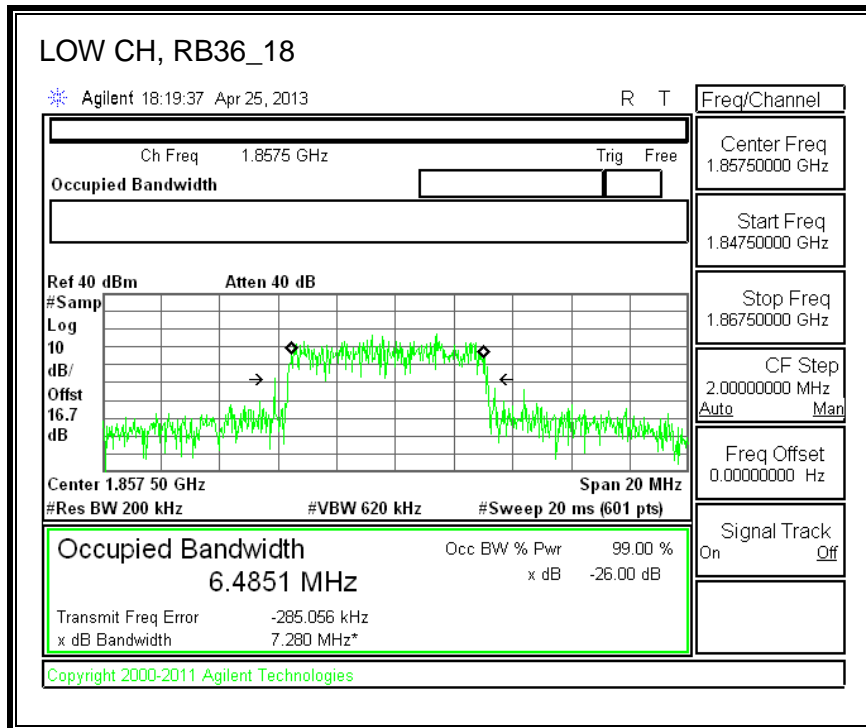 LOW CH, RB36_18
Agilent 18:19:37 Apr 25, 2013 R T
Freq/Channel
Ch Freq 1.8575 GHz Trig Free
Occupied Bandwidth
Center Freq
1.85750000 GHz
Start Freq
1.84750000 GHz
Stop Freq
1.86750000 GHz
CF Step
2.00000000 MHz
Auto Man
Freq Offset
0.00000000 Hz
Signal Track
On Off
Ref 40 dBm Atten 40 dB
#Samp
Log
10
dB/
Offst
16.7
dB
Center 1.857 50 GHz Span 20 MHz
#Res BW 200 kHz #VBW 620 kHz #Sweep 20 ms (601 pts)
Occupied Bandwidth
6.4851 MHz
Occ BW % Pwr 99.00 %
x dB -26.00 dB
Transmit Freq Error -285.056 kHz
x dB Bandwidth 7.280 MHz*
Copyright 2000-2011 Agilent Technologies